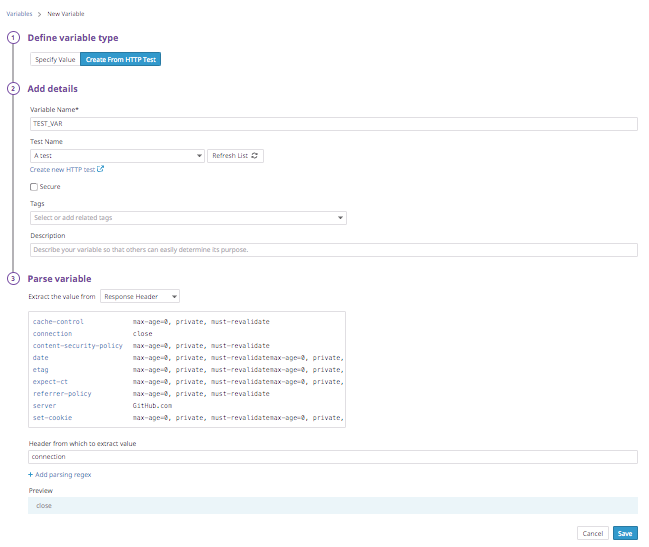 Variables > New Variable
1 Define variable type
Specify Value Create From HTTP Test
2 Add details
Variable Name*
TEST_VAR
Test Name
A test Refresh List
Create new HTTP test
Secure
Tags
Select or add related tags
Description
Describe your variable so that others can easily determine its purpose.
3 Parse variable
Extract the value from Response Header
cache-control max-age=0, private, must-revalidate
connection close
content-security-policy max-age=0, private, must-revalidate
date max-age=0, private, must-revalidatemax-age=0, private,
etag max-age=0, private, must-revalidatemax-age=0, private,
expect-ct max-age=0, private, must-revalidatemax-age=0, private,
referrer-policy max-age=0, private, must-revalidate
server GitHub.com
set-cookie max-age=0, private, must-revalidatemax-age=0, private,
Header from which to extract value
connection
+ Add parsing regex
Preview
close
Cancel Save